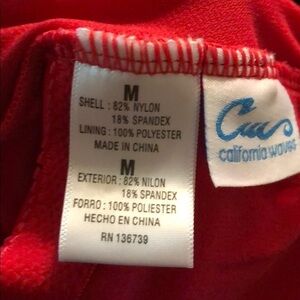 M
SHELL : 82% NYLON
18% SPANDEX
LINING : 100% POLYESTER
MADE IN CHINA
M
EXTERIOR : 82% NILON
18% SPANDEX
FORRO : 100% POLIESTER
HECHO EN CHINA
RN 136739
california waves